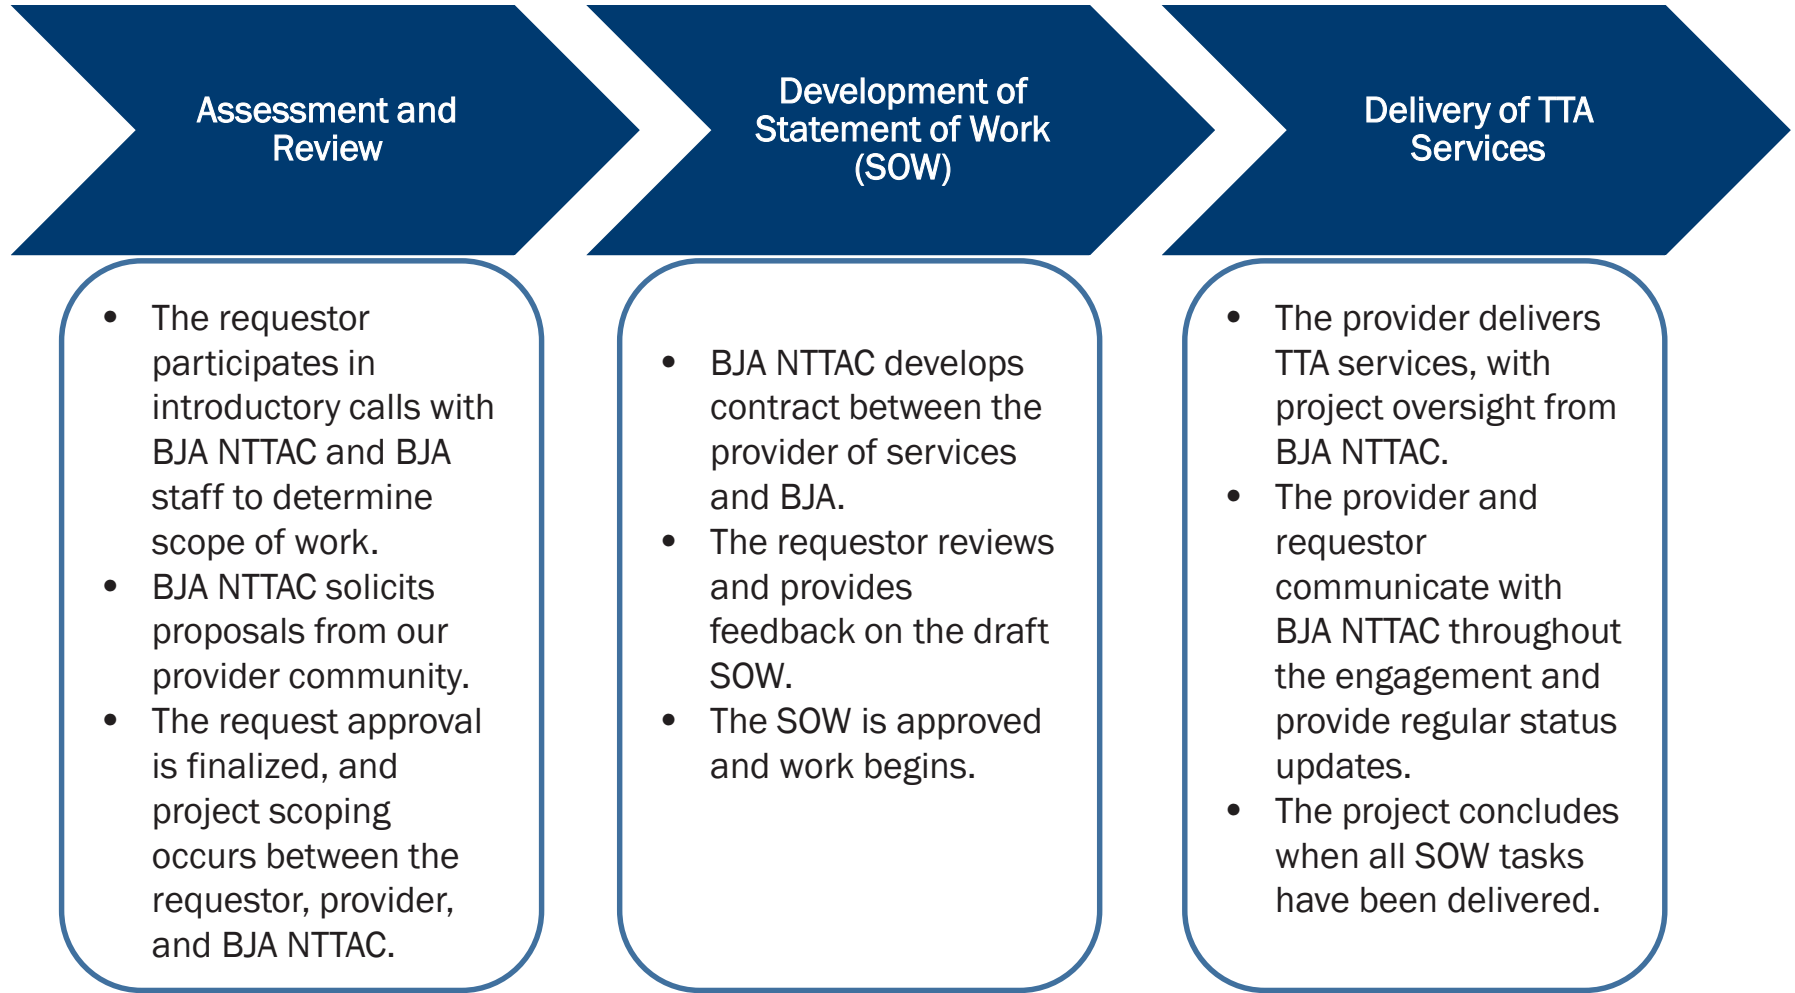 Assessment and
Review
Development of
Statement of Work
(SOW)
Delivery of TTA
Services
• The requestor
participates in
introductory calls with
BJA NTTAC and BJA
staff to determine
scope of work.
• BJA NTTAC solicits
proposals from our
provider community.
• The request approval
is finalized, and
project scoping
occurs between the
requestor, provider,
and BJA NTTAC.
• BJA NTTAC develops
contract between the
provider of services
and BJA.
• The requestor reviews
and provides
feedback on the draft
SOW.
• The SOW is approved
and work begins.
• The provider delivers
TTA services, with
project oversight from
BJA NTTAC.
• The provider and
requestor
communicate with
BJA NTTAC throughout
the engagement and
provide regular status
updates.
• The project concludes
when all SOW tasks
have been delivered.